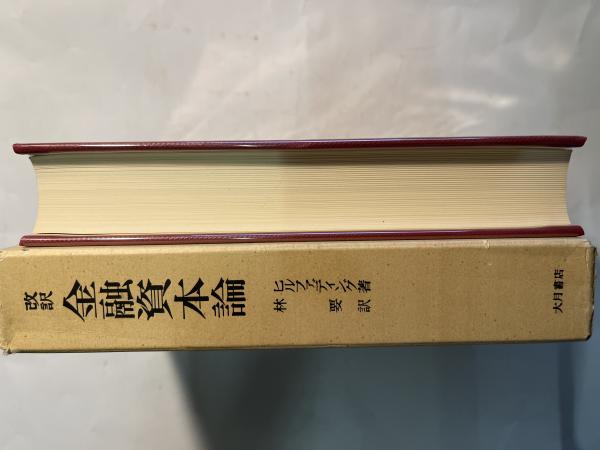 改訳
金融資本論
ヒルファディング著
林要訳
大月書店